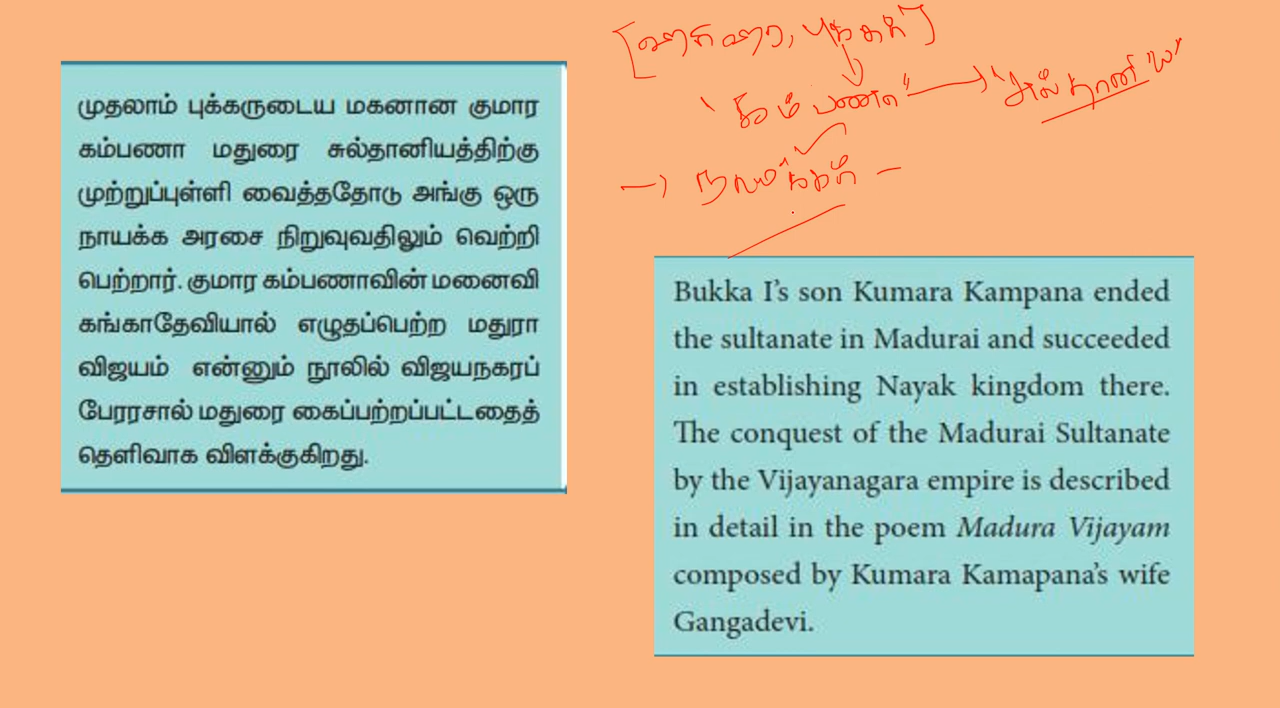 முதலாம் புக்கருடைய மகனான குமார
கம்பணா மதுரை சுல்தானியத்திற்கு
முற்றுப்புள்ளி வைத்ததோடு அங்கு ஒரு
நாயக்க அரசை நிறுவுவதிலும் வெற்றி
பெற்றார். குமார கம்பணாவின் மனைவி
கங்காதேவியால் எழுதப்பெற்ற மதுரா
விஜயம் என்னும் நூலில் விஜயநகரப்
பேரரசால் மதுரை கைப்பற்றப்பட்டதைத்
தெளிவாக விளக்குகிறது.
[ஹரிஹர, புக்கர்]
Bukka I’s son Kumara Kampana ended
the sultanate in Madurai and succeeded
in establishing Nayak kingdom there.
The conquest of the Madurai Sultanate
by the Vijayanagara empire is described
in detail in the poem Madura Vijayam
composed by Kumara Kamapana’s wife
Gangadevi.